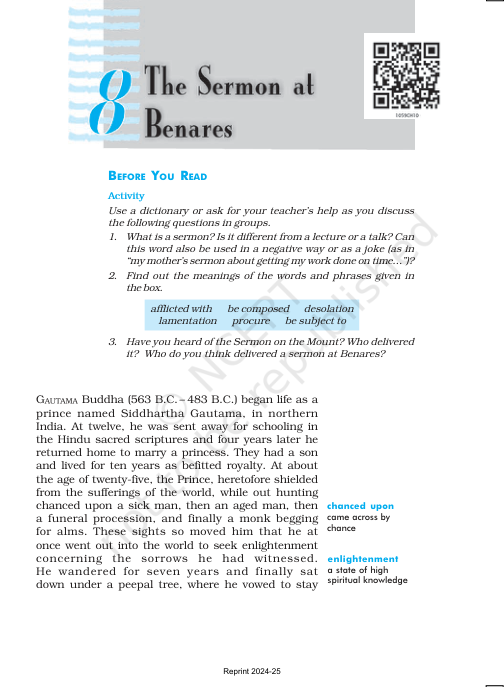 8
The Sermon at
Benares
1059CH10
BEFORE YOU READ
Activity
Use a dictionary or ask for your teacher's help as you discuss
the following questions in groups.
1. What is a sermon? Is it different from a lecture or a talk? Can
this word also be used in a negative way or as a joke (as in
“my mother's sermon about getting my work done on time...”)?
2. Find out the meanings of the words and phrases given in
the box.
afflicted with be composed desolation
lamentation procure be subject to
3. Have you heard of the Sermon on the Mount? Who delivered
it? Who do you think delivered a sermon at Benares?
GAUTAMA Buddha (563 B.C. – 483 B.C.) began life as a
prince named Siddhartha Gautama, in northern
India. At twelve, he was sent away for schooling in
the Hindu sacred scriptures and four years later he
returned home to marry a princess. They had a son
and lived for ten years as befitted royalty. At about
the age of twenty-five, the Prince, heretofore shielded
from the sufferings of the world, while out hunting
chanced upon a sick man, then an aged man, then
a funeral procession, and finally a monk begging
for alms. These sights so moved him that he at
once went out into the world to seek enlightenment
concerning the sorrows he had witnessed.
He wandered for seven years and finally sat
down under a peepal tree, where he vowed to stay
chanced upon
came across by
chance
enlightenment
a state of high
spiritual knowledge
© NCERT
not to be republished
Reprint 2024-25